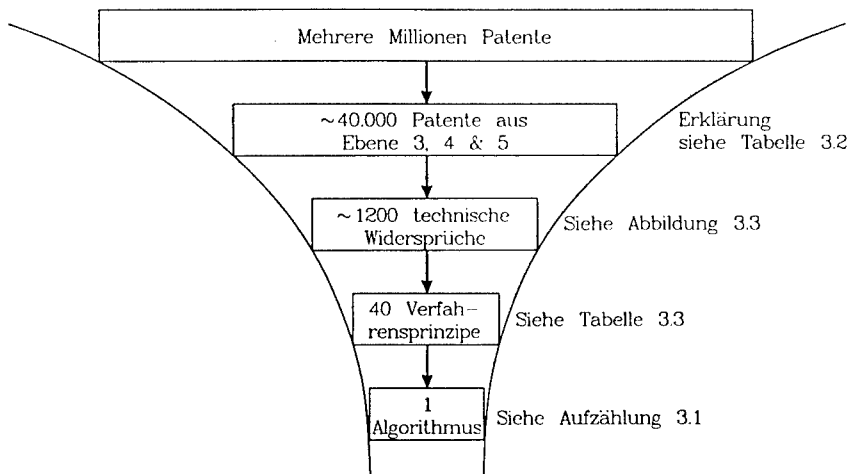 Mehrere Millionen Patente
~40.000 Patente aus
Ebene 3, 4 & 5
Erklärung
siehe Tabelle 3.2
~1200 technische
Widersprüche
Siehe Abbildung 3.3
40 Verfah-
rensprinzipe
Siehe Tabelle 3.3
1
Algorithmus
Siehe Aufzählung 3.1